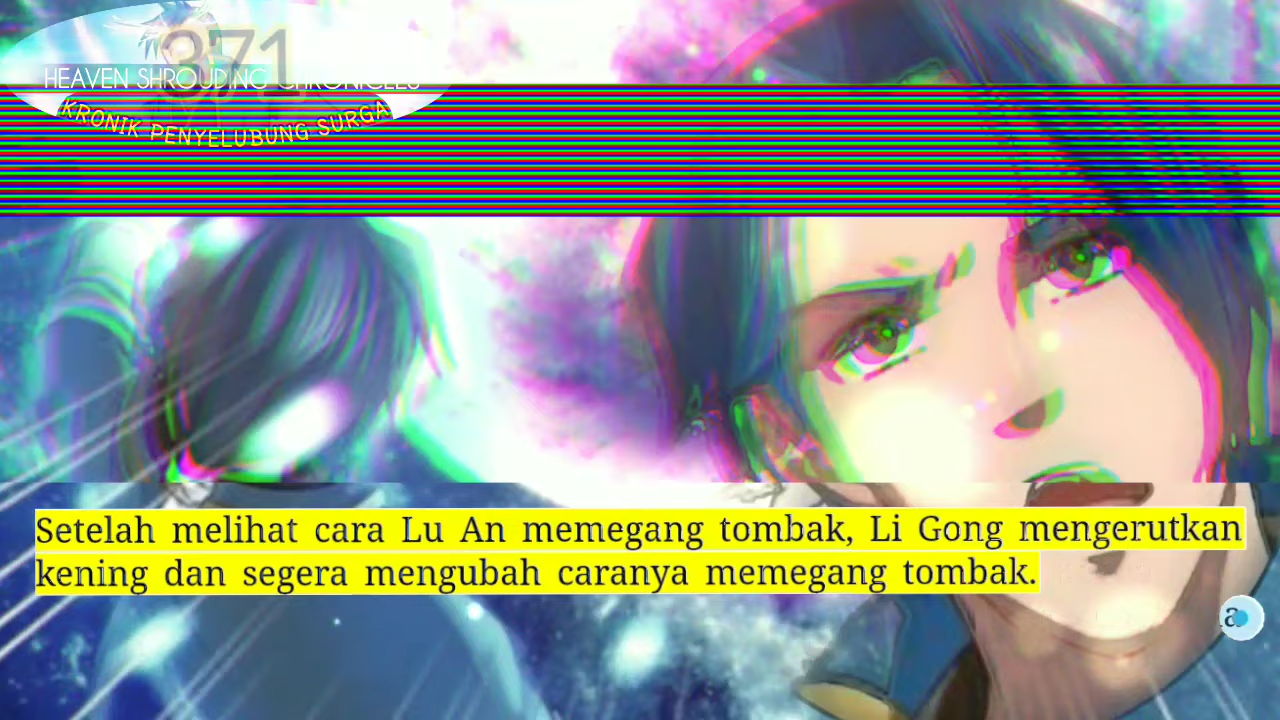 371
HEAVEN SHROUDING CHRONICLES
KRONIK PENYELUBUNG SURGA
Setelah melihat cara Lu An memegang tombak, Li Gong mengerutkan
kening dan segera mengubah caranya memegang tombak.
a